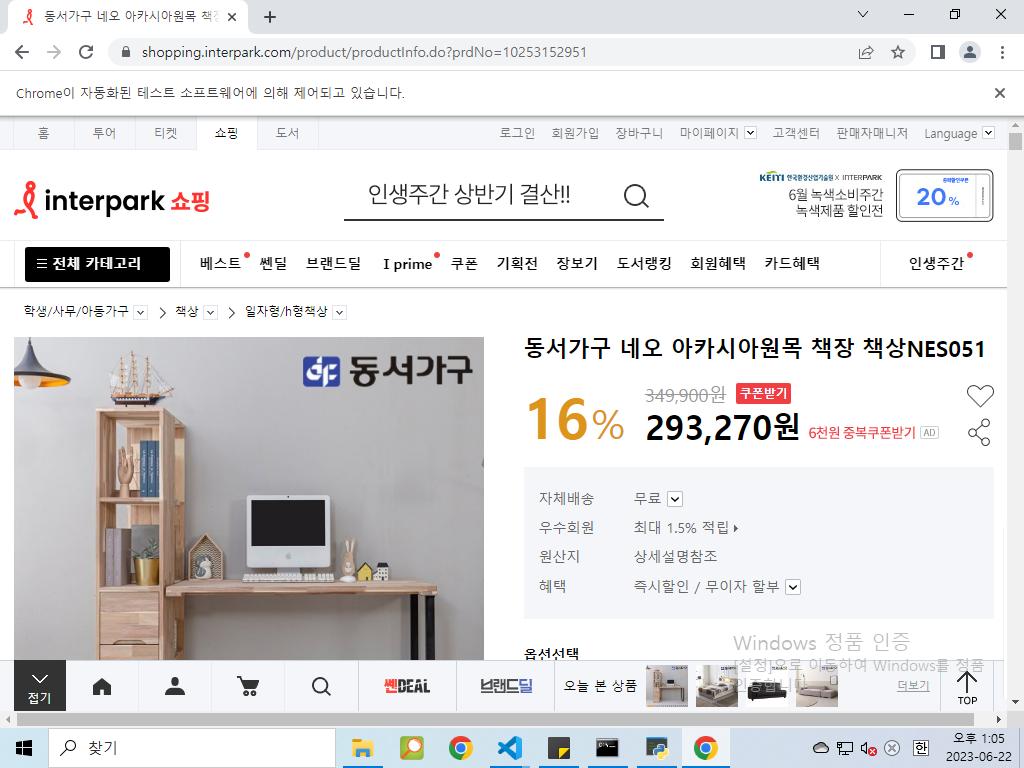 동서가구 네오 아카시아원목 책장
shopping.interpark.com/product/productInfo.do?prdNo=10253152951
Chrome이 자동화된 테스트 소프트웨어에 의해 제어되고 있습니다.
홈 투어 티켓 쇼핑 도서 로그인 회원가입 장바구니 마이페이지 고객센터 판매자매니저 Language
interpark 쇼핑
인생주간 상반기 결산!!
KEITI 한국환경산업기술원 X INTERPARK
6월 녹색소비주간
녹색제품 할인전
20%
전체 카테고리 베스트 쎈딜 브랜드딜 I prime 쿠폰 기획전 장보기 도서랭킹 회원혜택 카드혜택 인생주간
학생/사무/아동가구 책상 일자형/h형책상
동서가구
동서가구 네오 아카시아원목 책장 책상NES051
16%
349,900원 쿠폰받기
293,270원 6천원 중복쿠폰받기 AD
자체배송 무료
우수회원 최대 1.5% 적립
원산지 상세설명참조
혜택 즉시할인 / 무이자 할부
옵션선택
Windows 정품 인증
[설정]으로 이동하여 Windows를 정품
인증합니다.
접기
쎈DEAL
브랜드딜
오늘 본 상품
더보기
TOP
찾기
한
오후 1:05
2023-06-22